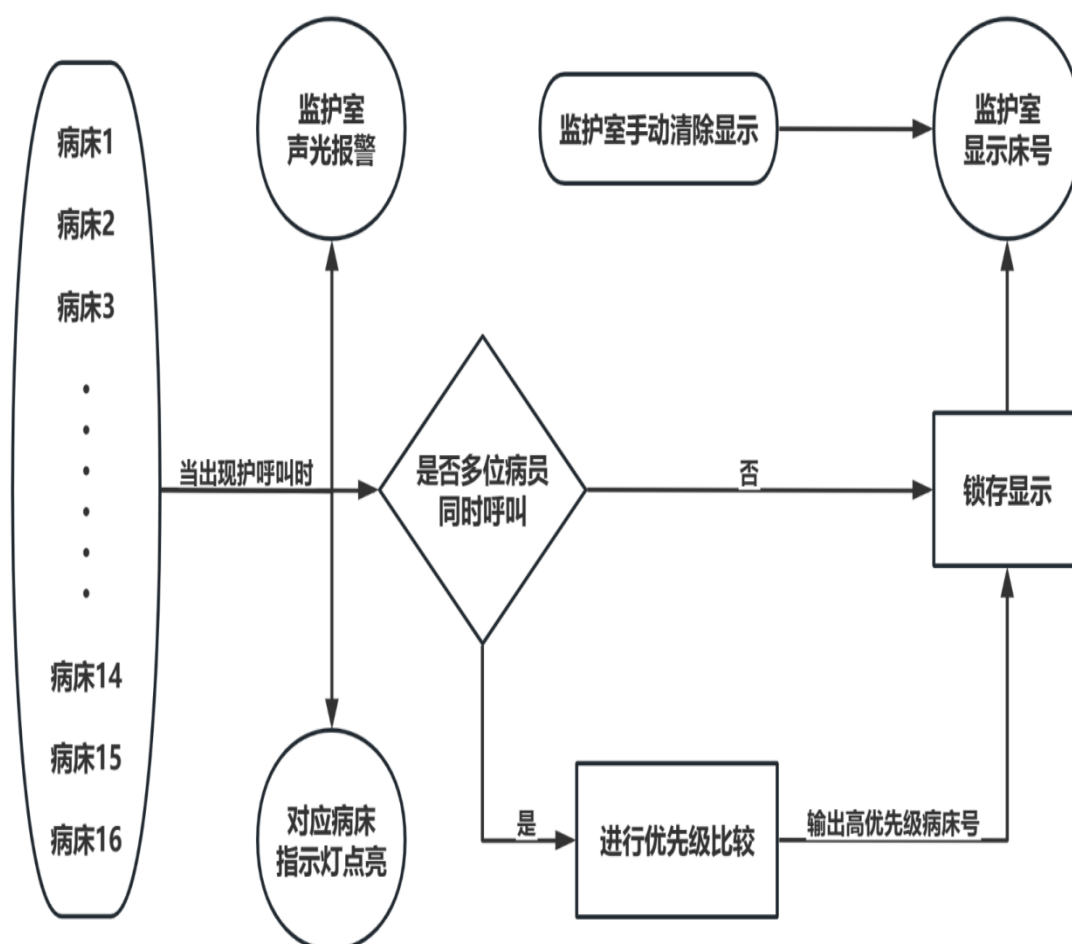 病床1
病床2
病床3
病床14
病床15
病床16
当出现护呼叫时
监护室
声光报警
对应病床
指示灯点亮
是否多位病员
同时呼叫
否
是
进行优先级比较
输出高优先级病床号
锁存显示
监护室手动清除显示
监护室
显示床号